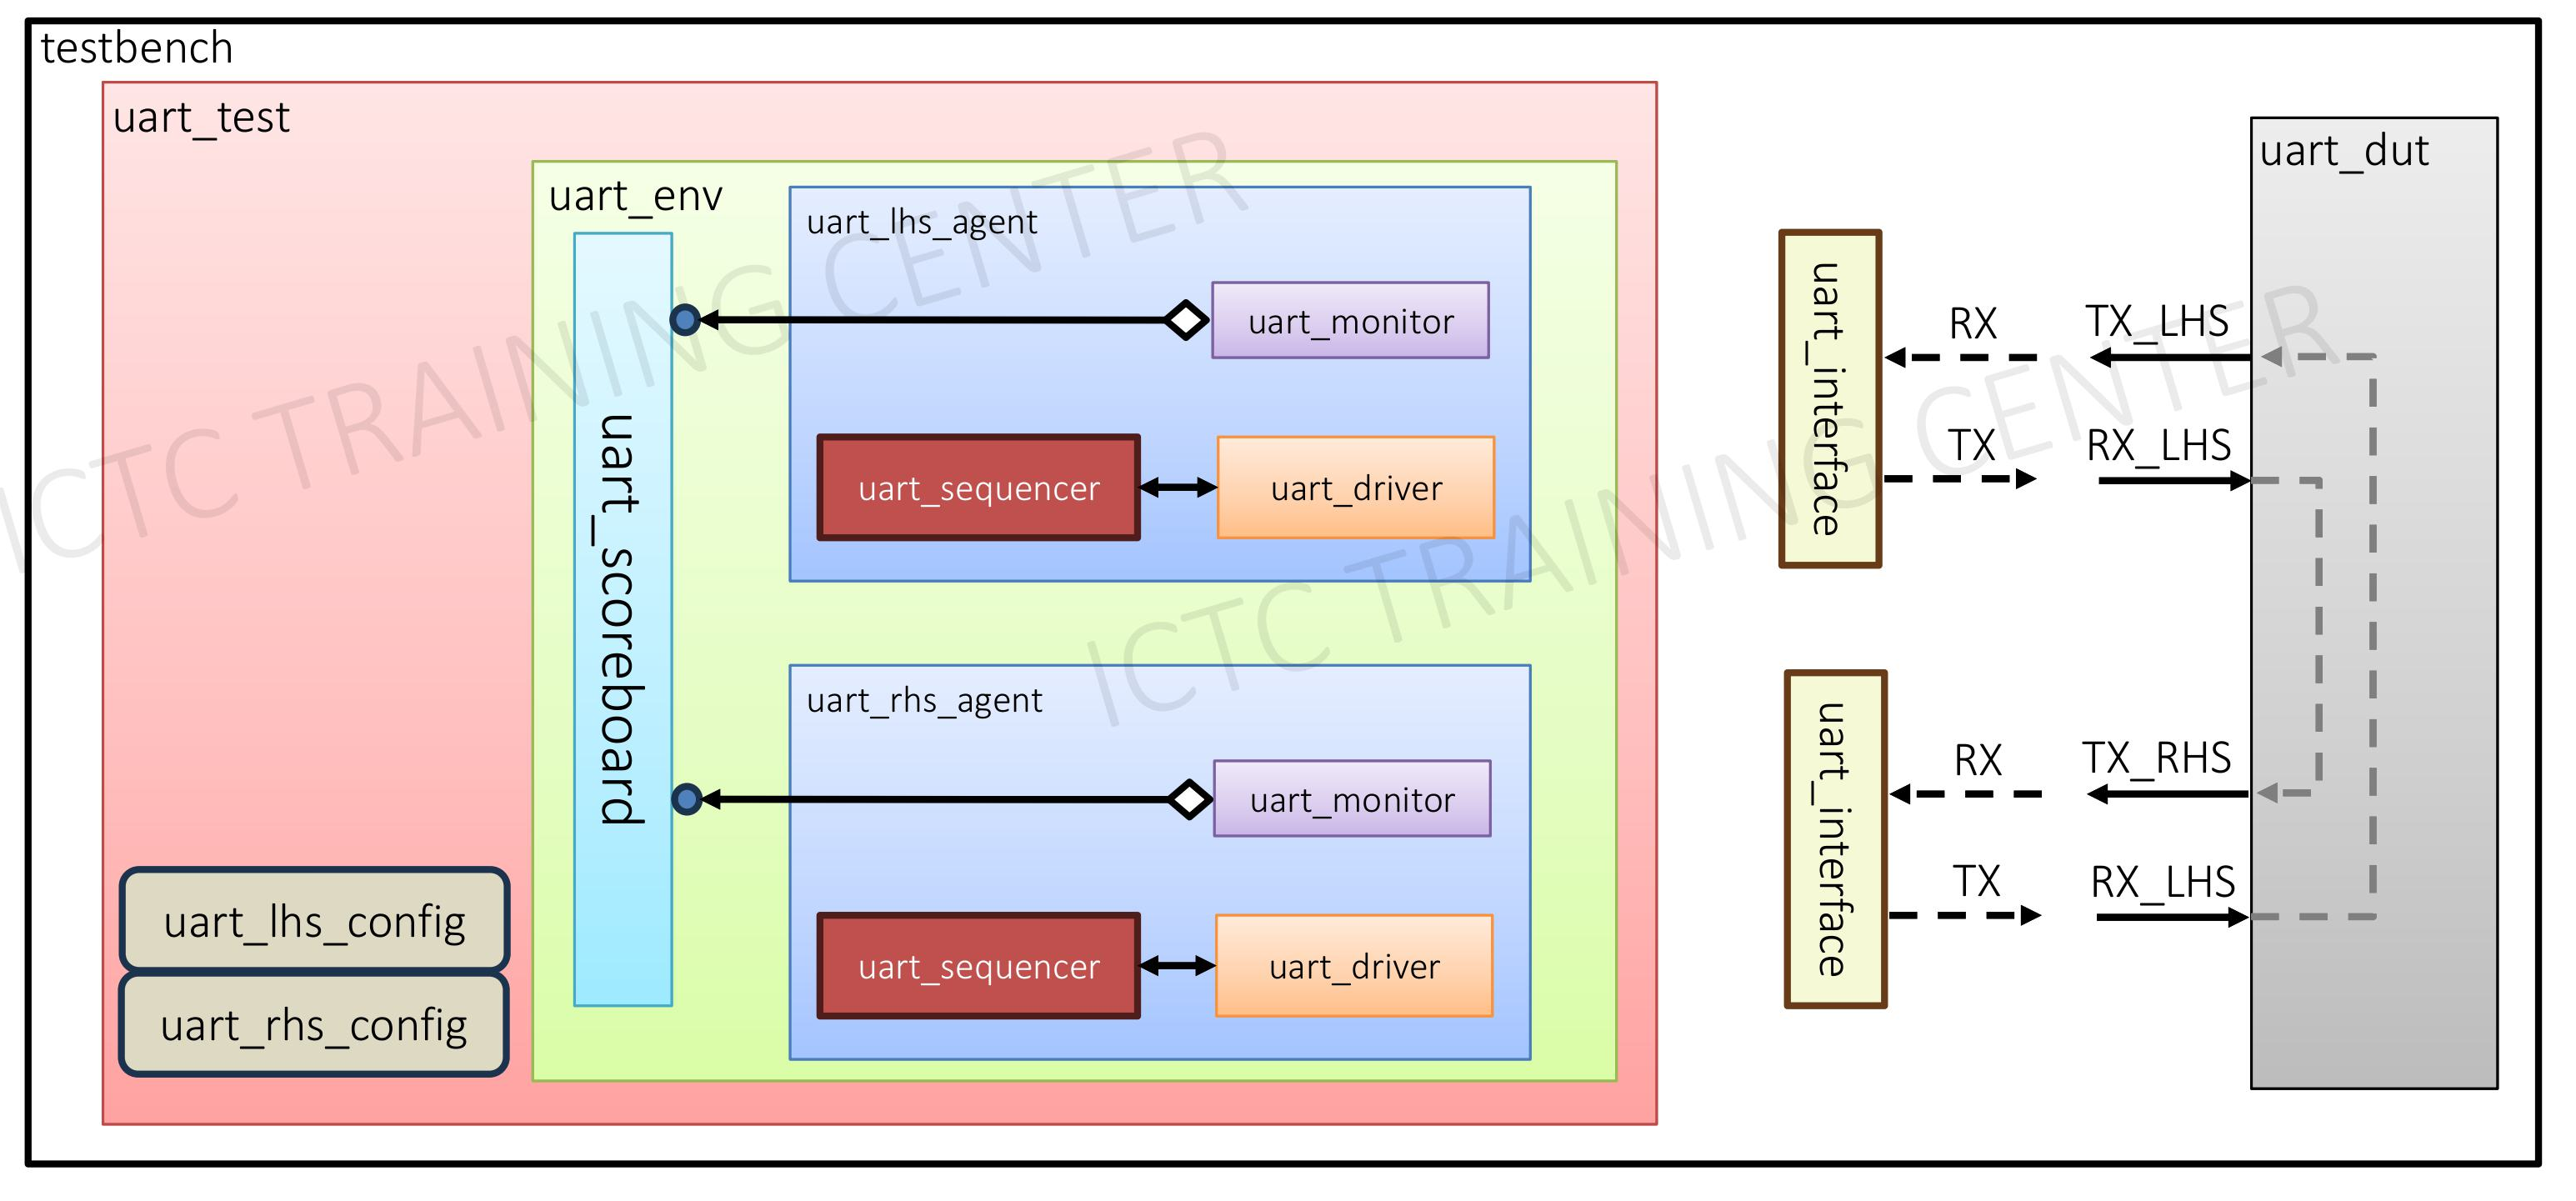 testbench
uart_test
uart_env
uart_scoreboard
uart_lhs_agent
uart_monitor
uart_sequencer
uart_driver
uart_rhs_agent
uart_monitor
uart_sequencer
uart_driver
uart_lhs_config
uart_rhs_config
uart_interface
RX
TX_LHS
TX
RX_LHS
uart_interface
RX
TX_RHS
TX
RX_LHS
uart_dut
ICTC TRAINING CENTER
ICTC TRAINING CENTER